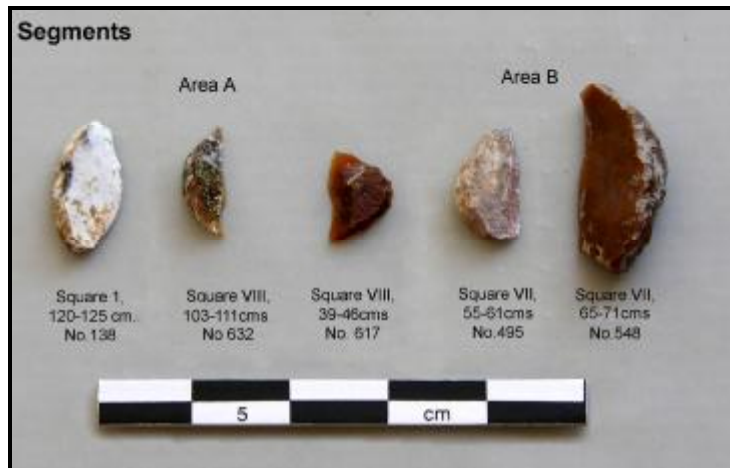 Segments
Area A
Area B
Square 1,
120-125 cm.
No.138
Square VIII,
103-111cms
No 632
Square VIII,
39-46cms
No. 617
Square VII,
55-61cms
No.495
Square VII,
65-71cms
No.548
5 cm